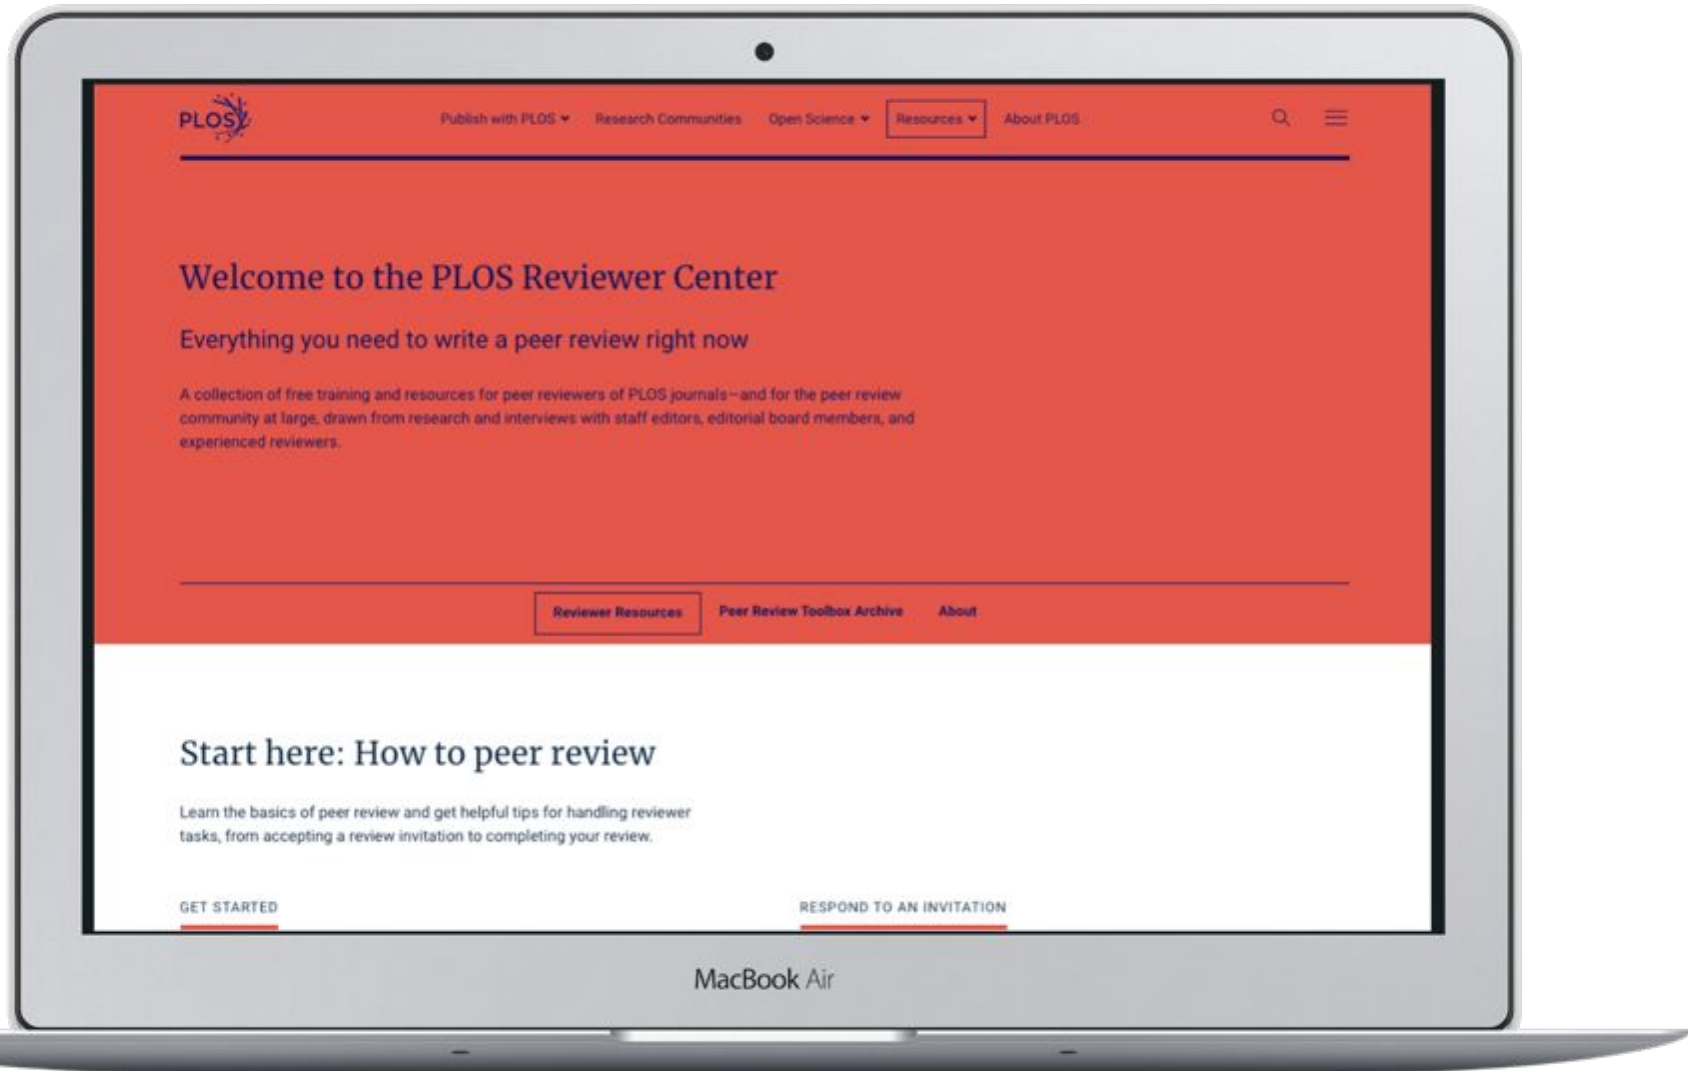 PLOS
Publish with PLOS Research Communities Open Science Resources About PLOS
Welcome to the PLOS Reviewer Center
Everything you need to write a peer review right now
A collection of free training and resources for peer reviewers of PLOS journals—and for the peer review
community at large, drawn from research and interviews with staff editors, editorial board members, and
experienced reviewers.
Reviewer Resources Peer Review Toolbox Archive About
Start here: How to peer review
Learn the basics of peer review and get helpful tips for handling reviewer
tasks, from accepting a review invitation to completing your review.
GET STARTED RESPOND TO AN INVITATION
MacBook Air